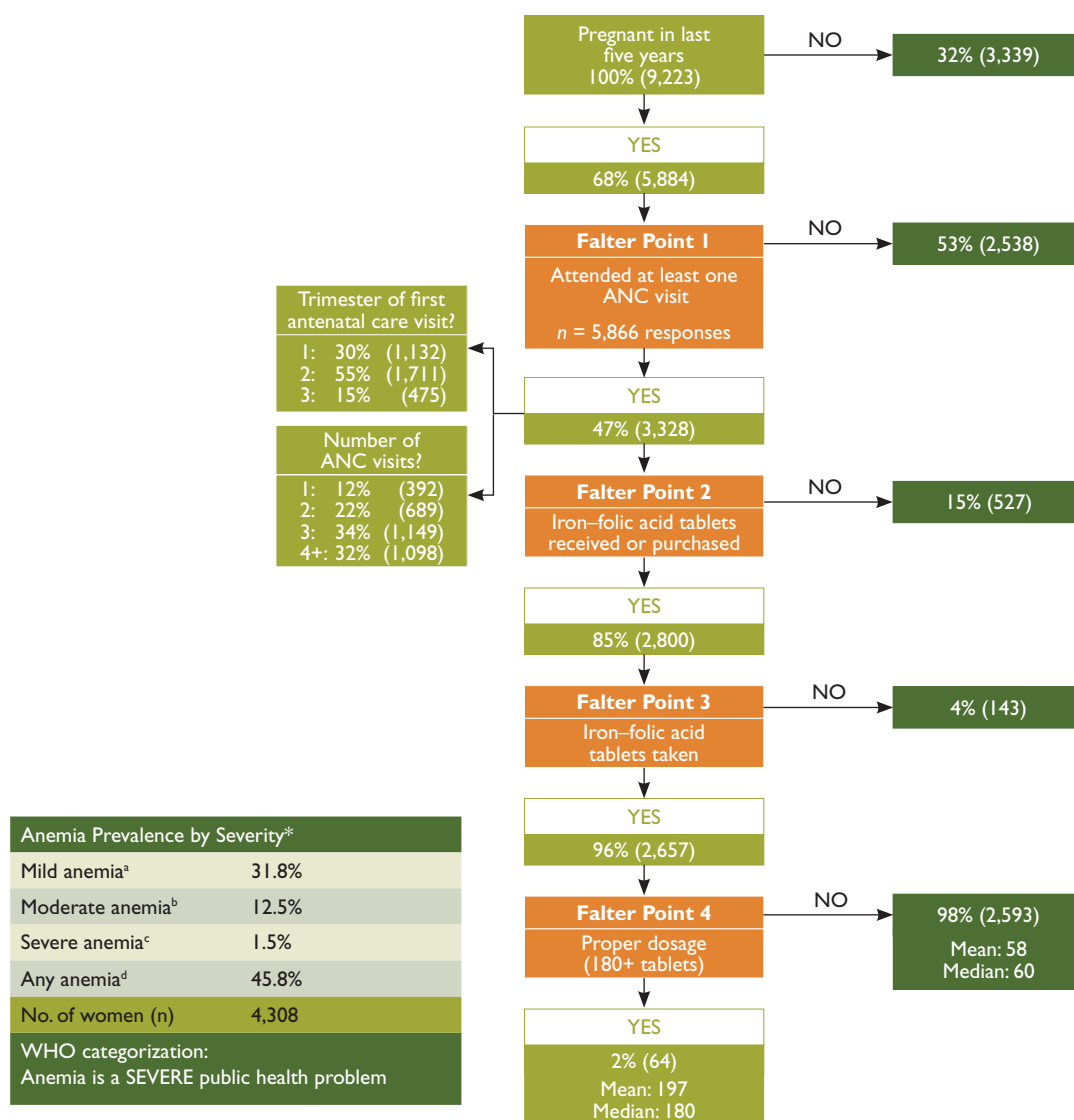 Pregnant in last
five years
100% (9,223)
NO
32% (3,339)
YES
68% (5,884)
Falter Point 1
Attended at least one
ANC visit
n = 5,866 responses
NO
53% (2,538)
Trimester of first
antenatal care visit?
1: 30% (1,132)
2: 55% (1,711)
3: 15% (475)
YES
47% (3,328)
Number of
ANC visits?
1: 12% (392)
2: 22% (689)
3: 34% (1,149)
4+: 32% (1,098)
Falter Point 2
Iron–folic acid tablets
received or purchased
NO
15% (527)
YES
85% (2,800)
Falter Point 3
Iron–folic acid
tablets taken
NO
4% (143)
YES
96% (2,657)
Falter Point 4
Proper dosage
(180+ tablets)
NO
98% (2,593)
Mean: 58
Median: 60
YES
2% (64)
Mean: 197
Median: 180
Anemia Prevalence by Severity*
Mild anemiaᵃ 31.8%
Moderate anemiaᵇ 12.5%
Severe anemiaᶜ 1.5%
Any anemiaᵈ 45.8%
No. of women (n) 4,308
WHO categorization:
Anemia is a SEVERE public health problem